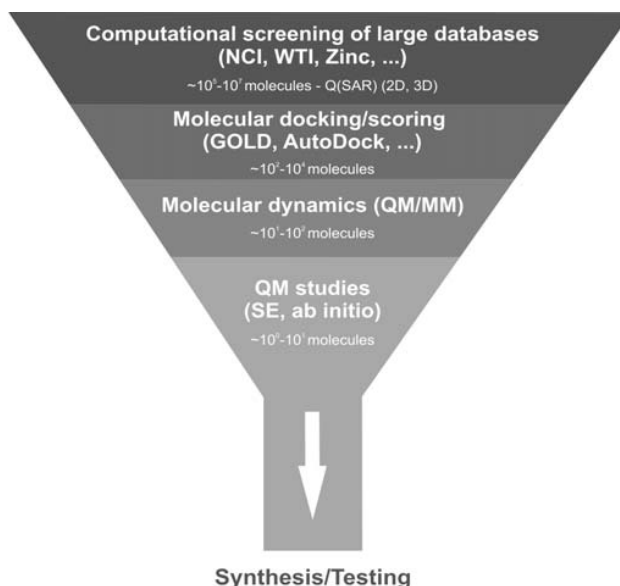 Computational screening of large databases
(NCI, WTI, Zinc, ...)
~10⁵-10⁷ molecules - Q(SAR) (2D, 3D)
Molecular docking/scoring
(GOLD, AutoDock, ...)
~10²-10⁴ molecules
Molecular dynamics (QM/MM)
~10¹-10² molecules
QM studies
(SE, ab initio)
~10⁰-10¹ molecules
Synthesis/Testing